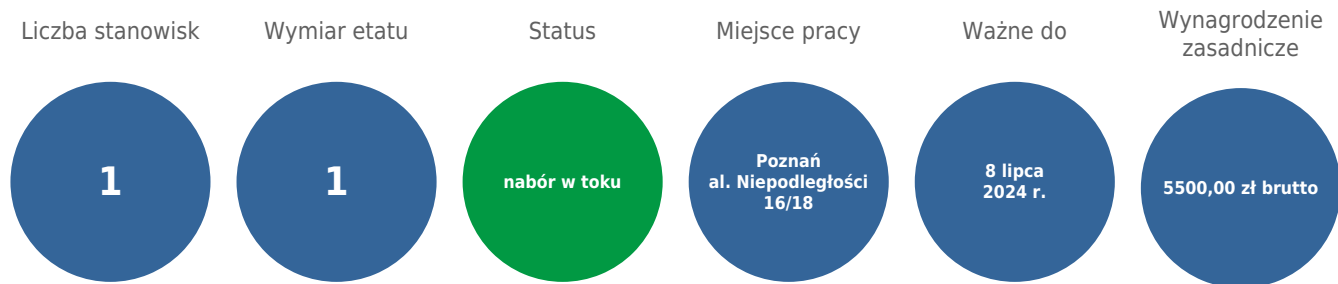 Liczba stanowisk
1
Wymiar etatu
1
Status
nabór w toku
Miejsce pracy
Poznań
al. Niepodległości
16/18
Ważne do
8 lipca
2024 r.
Wynagrodzenie
zasadnicze
5500,00 zł brutto